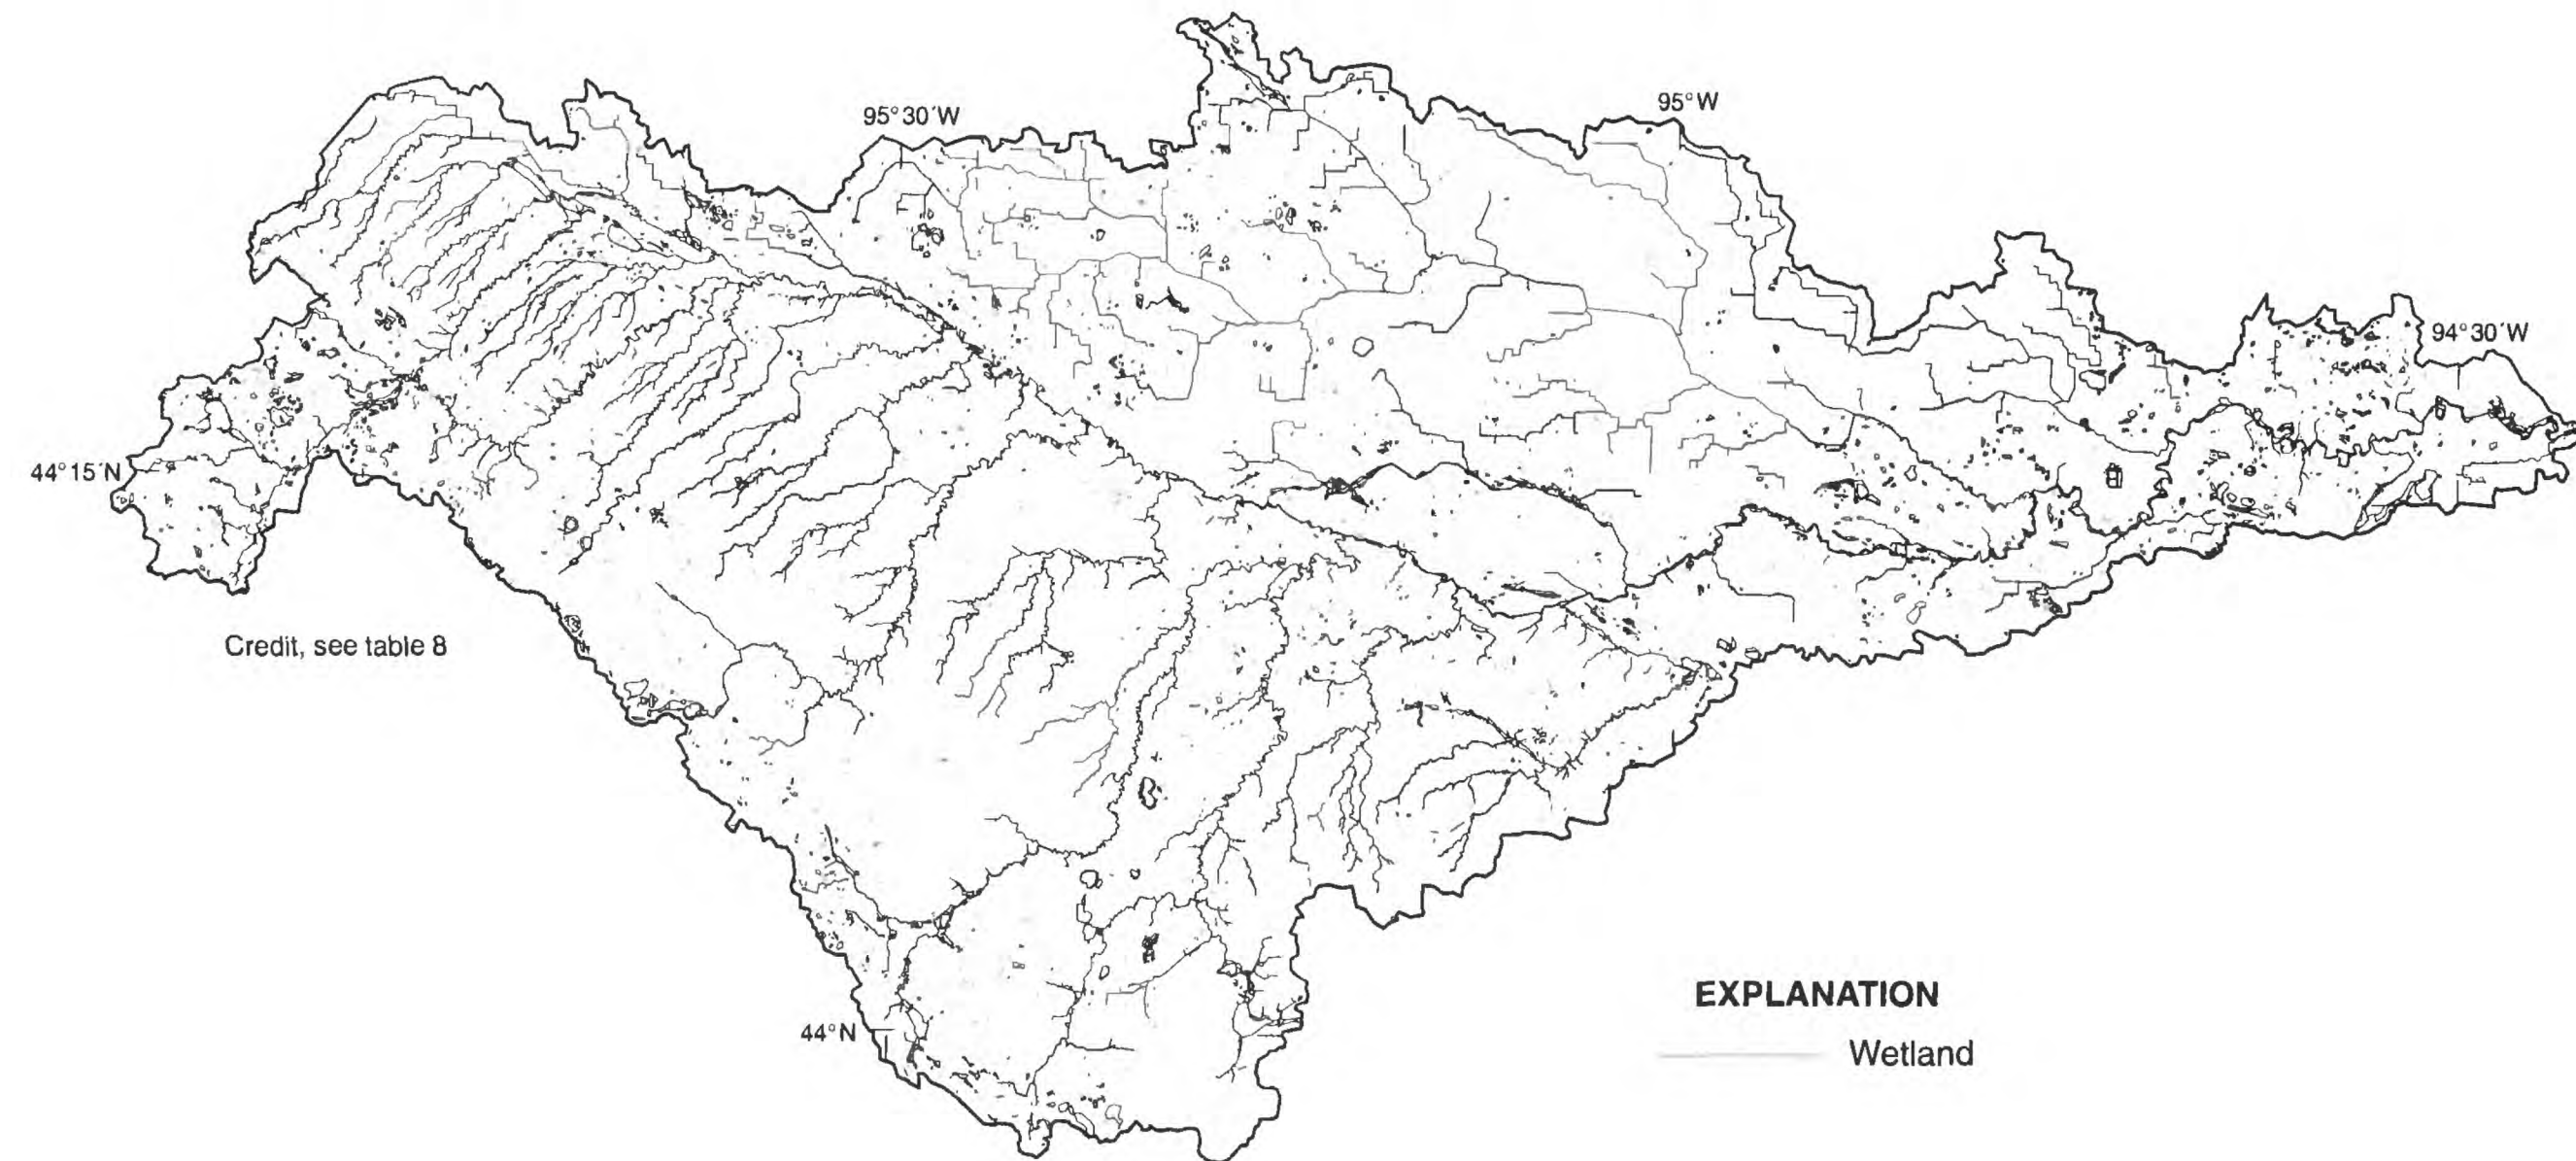 95°30´W
95°W
94°30´W
44°15´N
Credit, see table 8
EXPLANATION
44°N
Wetland